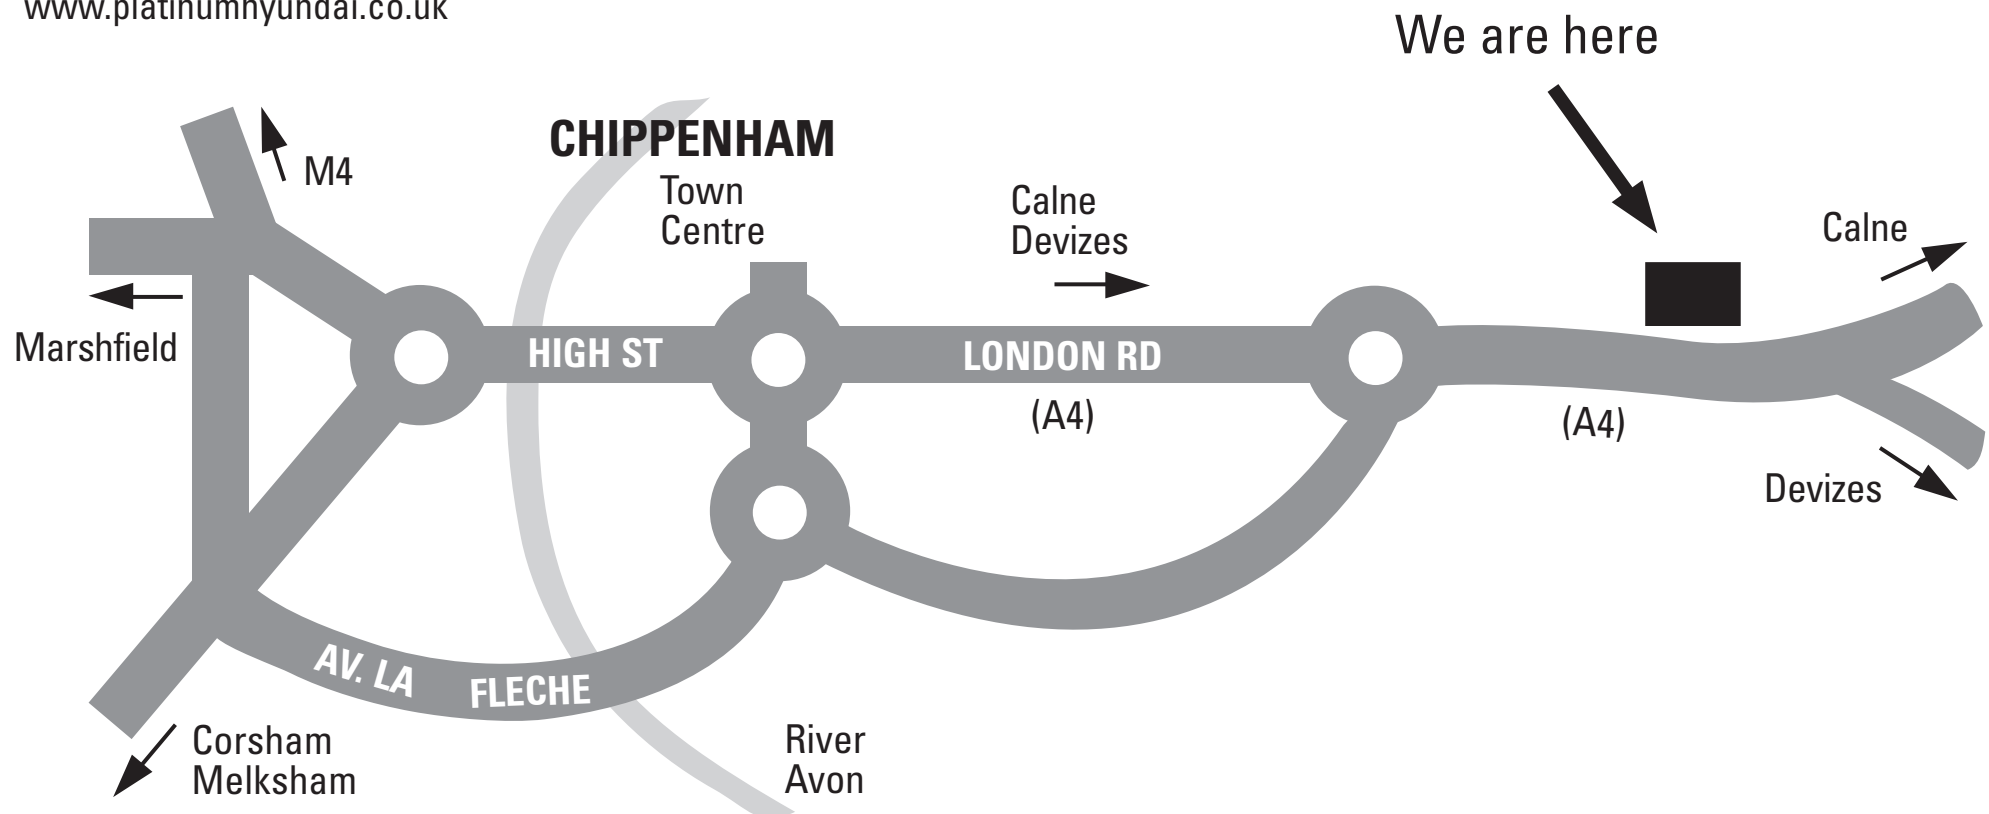 www.platinumhyundai.co.uk
We are here
CHIPPENHAM
M4
Town
Centre
Calne
Devizes
Calne
Marshfield
HIGH ST
LONDON RD
(A4)
(A4)
Devizes
AV. LA FLECHE
Corsham
Melksham
River
Avon